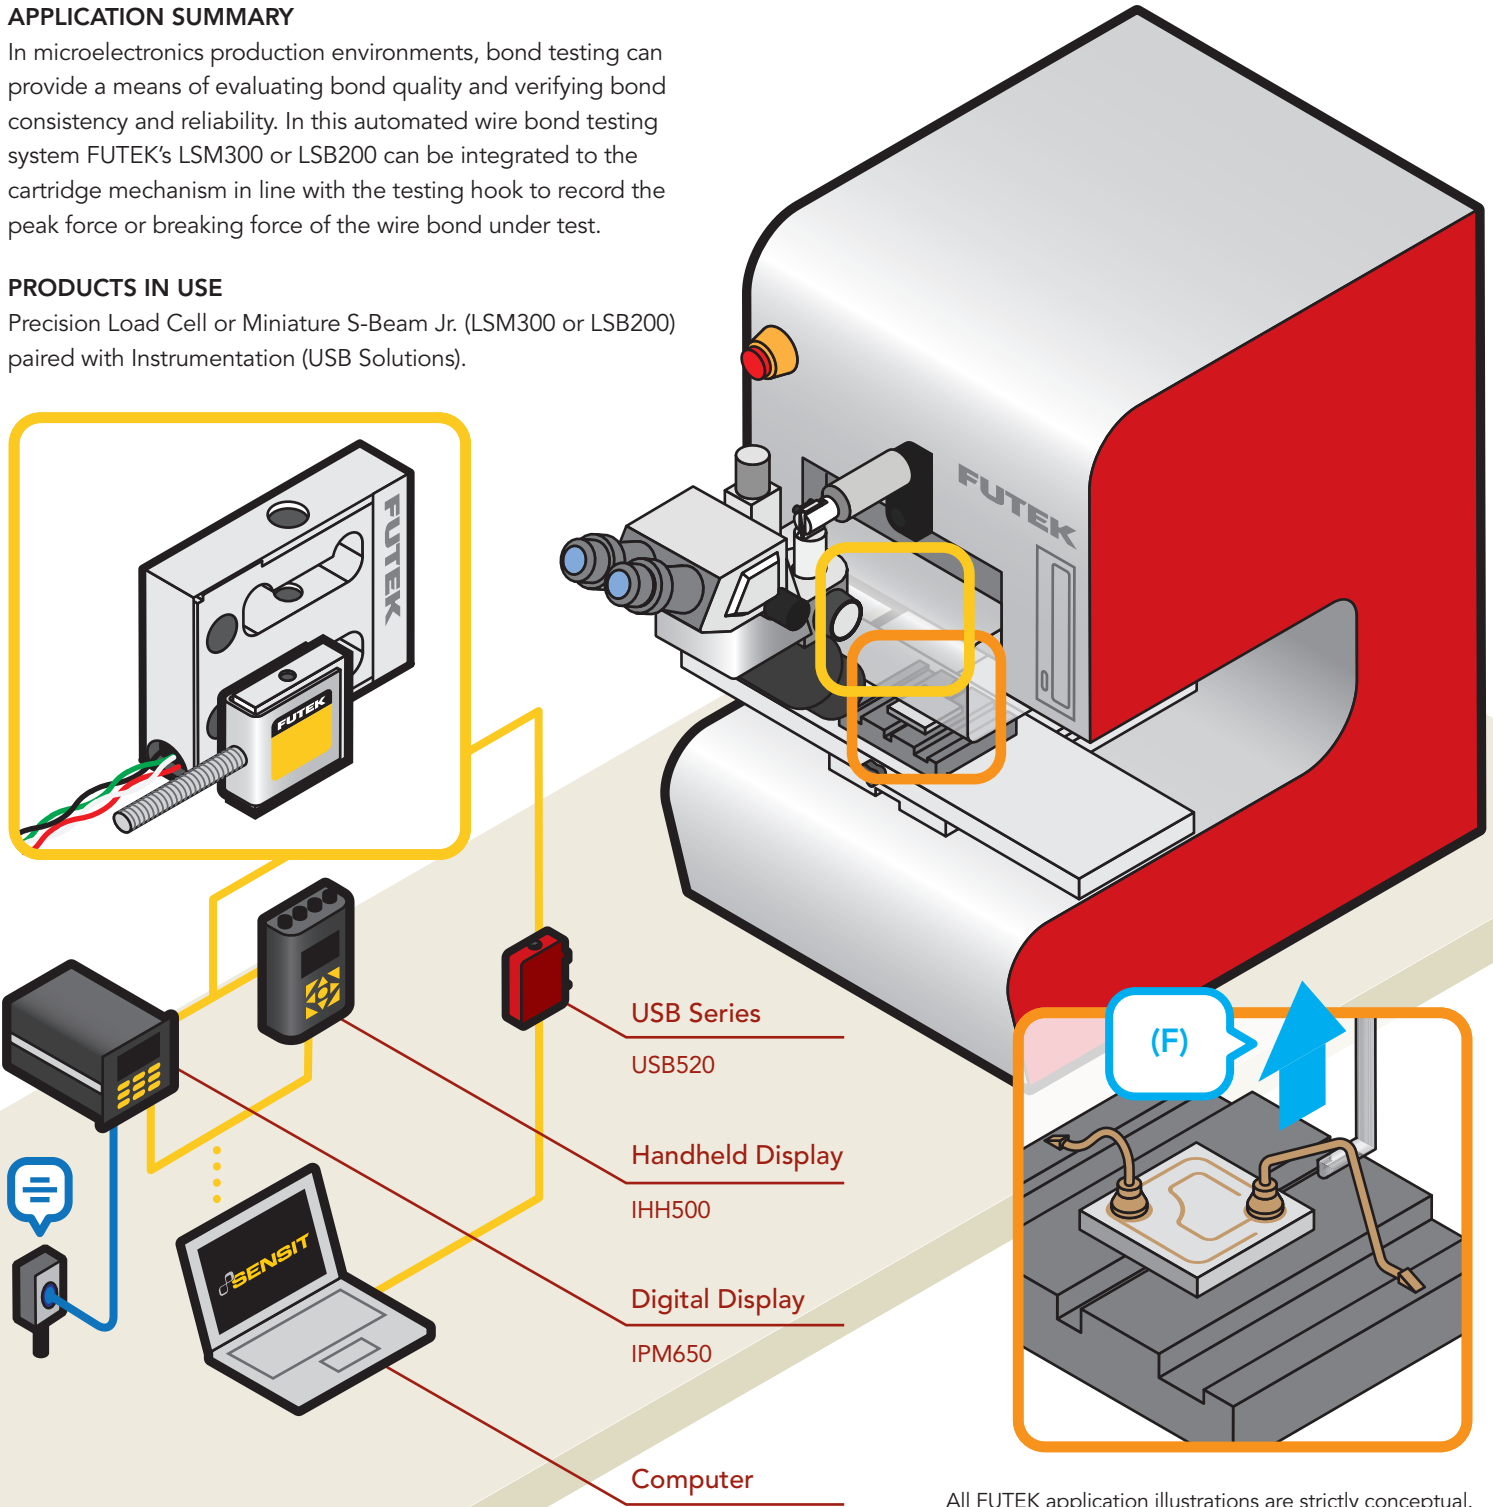 APPLICATION SUMMARY
In microelectronics production environments, bond testing can
provide a means of evaluating bond quality and verifying bond
consistency and reliability. In this automated wire bond testing
system FUTEK’s LSM300 or LSB200 can be integrated to the
cartridge mechanism in line with the testing hook to record the
peak force or breaking force of the wire bond under test.
PRODUCTS IN USE
Precision Load Cell or Miniature S-Beam Jr. (LSM300 or LSB200)
paired with Instrumentation (USB Solutions).
FUTEK
FUTEK
FUTEK
USB Series
USB520
(F)
Handheld Display
IHH500
SENSIT
Digital Display
IPM650
Computer
All FUTEK application illustrations are strictly conceptual.